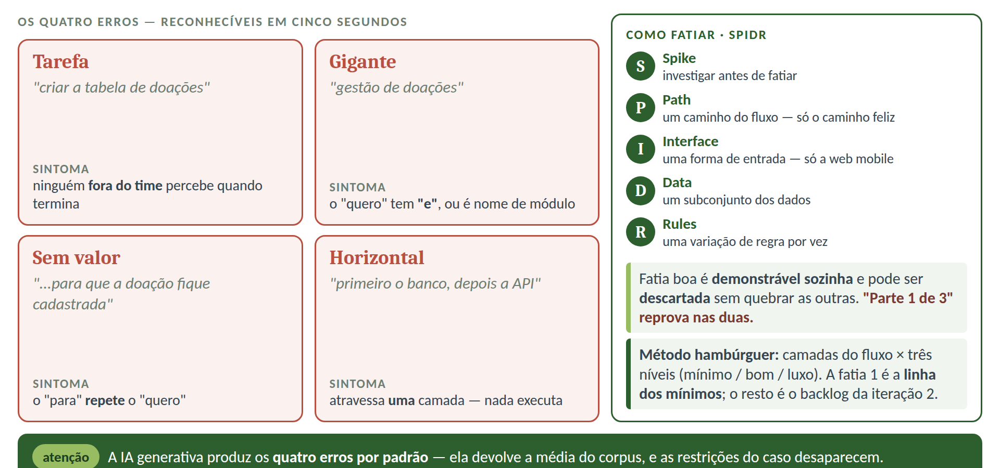 OS QUATRO ERROS — RECONHECÍVEIS EM CINCO SEGUNDOS
Tarefa
"criar a tabela de doações"
SINTOMA
ninguém fora do time percebe quando
termina
Gigante
"gestão de doações"
SINTOMA
o "quero" tem "e", ou é nome de módulo
Sem valor
"...para que a doação fique
cadastrada"
SINTOMA
o "para" repete o "quero"
Horizontal
"primeiro o banco, depois a API"
SINTOMA
atravessa uma camada — nada executa
COMO FATIAR · SPIDR
S
Spike
investigar antes de fatiar
P
Path
um caminho do fluxo — só o caminho feliz
I
Interface
uma forma de entrada — só a web mobile
D
Data
um subconjunto dos dados
R
Rules
uma variação de regra por vez
Fatia boa é demonstrável sozinha e pode ser
descartada sem quebrar as outras. "Parte 1 de 3"
reprova nas duas.
Método hambúrguer: camadas do fluxo × três
níveis (mínimo / bom / luxo). A fatia 1 é a linha
dos mínimos; o resto é o backlog da iteração 2.
atenção A IA generativa produz os quatro erros por padrão — ela devolve a média do corpus, e as restrições do caso desaparecem.